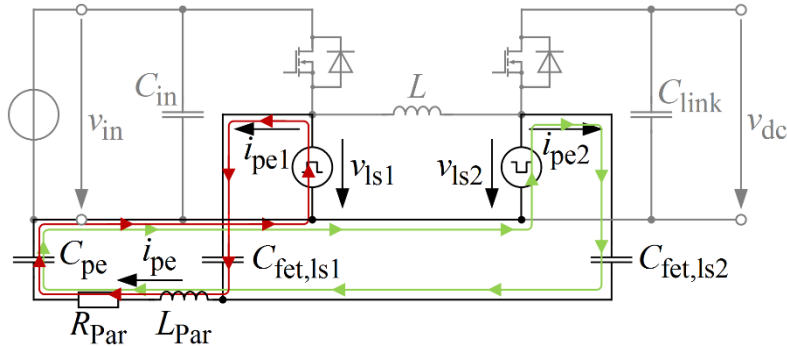 L
C_in
C_link
v_in
i_pe1
v_ls1
v_ls2
i_pe2
v_dc
C_pe
i_pe
C_fet,ls1
C_fet,ls2
R_Par
L_Par